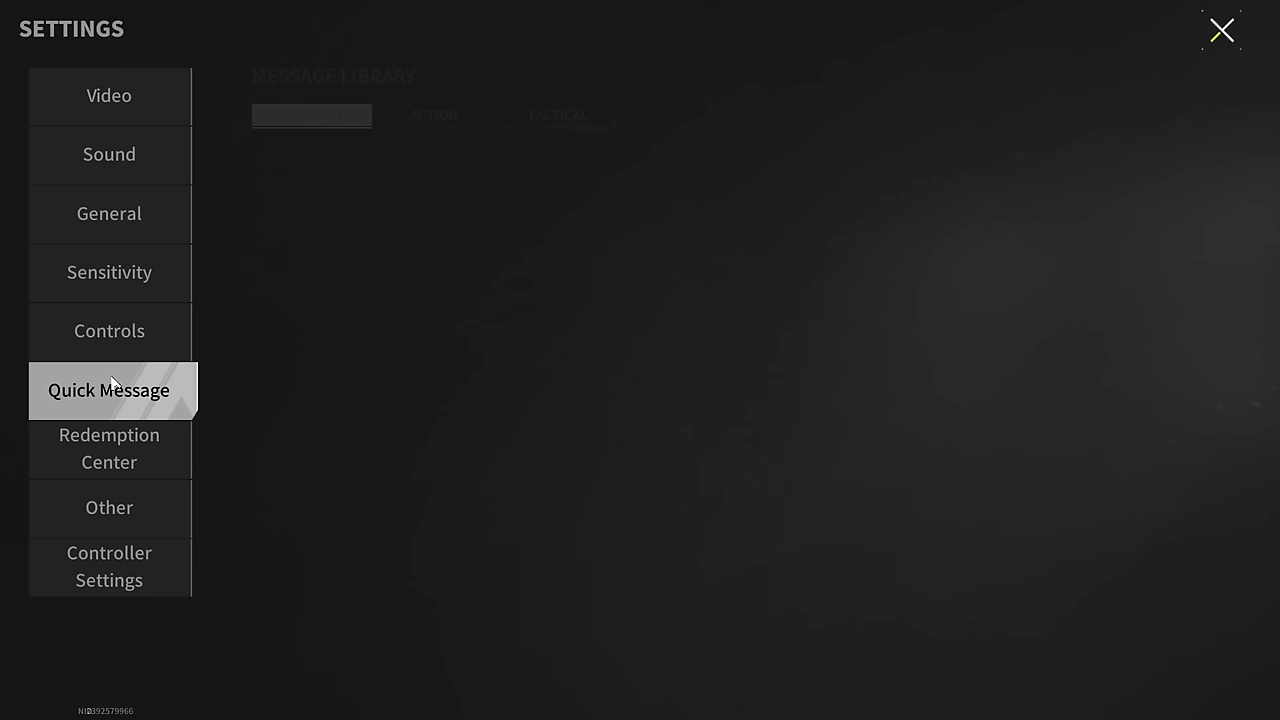 SETTINGS
Video
MESSAGE LIBRARY
ACTION
TACTICAL
Sound
General
Sensitivity
Controls
Quick Message
Redemption
Center
Other
Controller
Settings